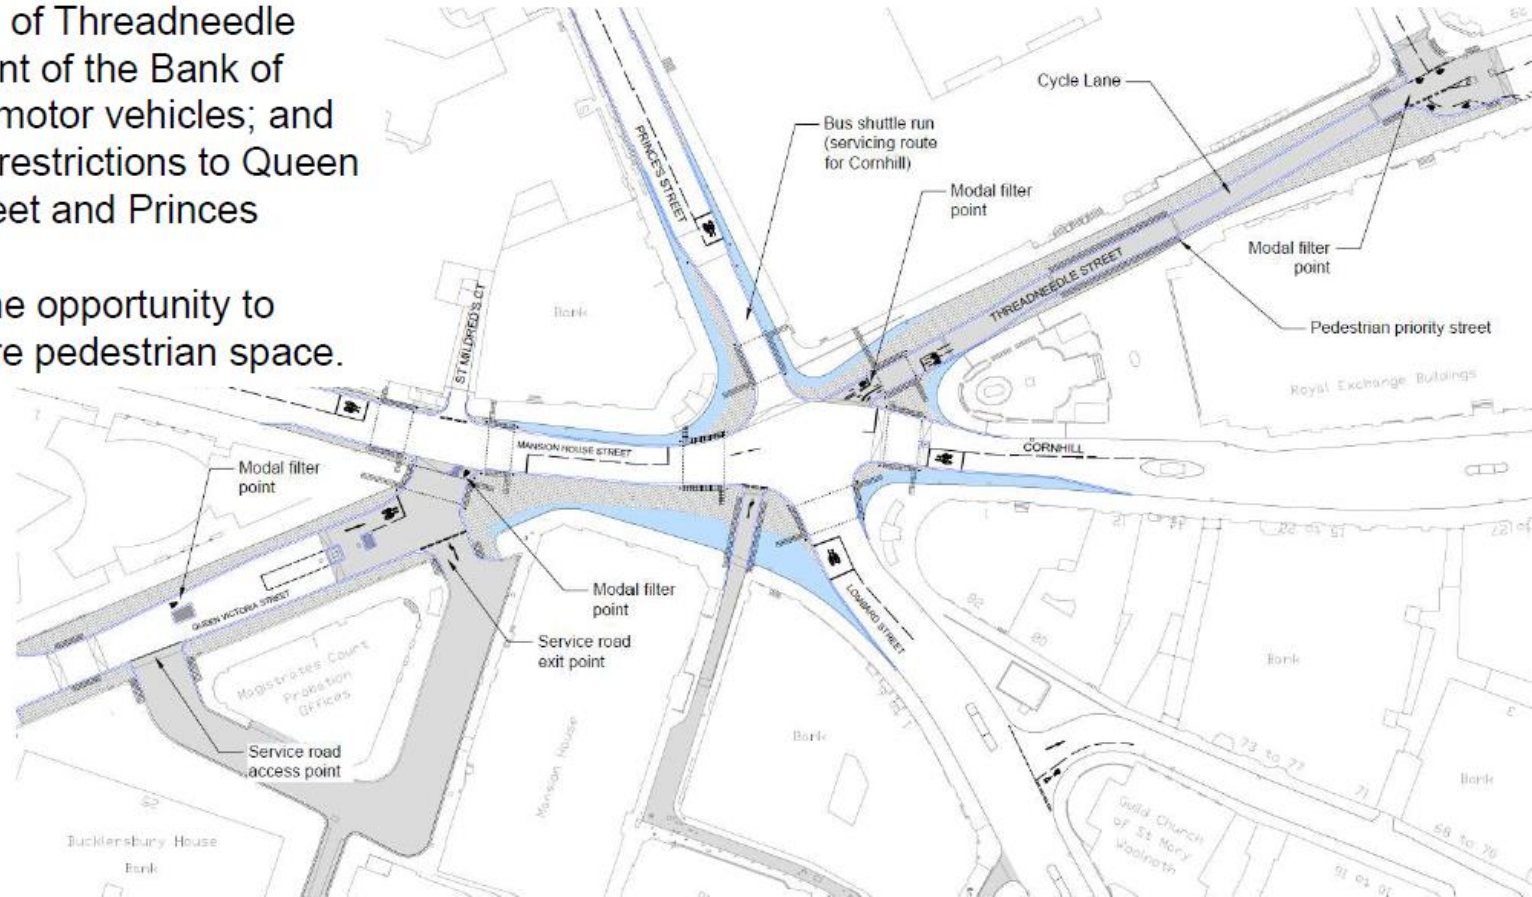 of Threadneedle
nt of the Bank of
motor vehicles; and
restrictions to Queen
eet and Princes
ne opportunity to
re pedestrian space.
Cycle Lane
Bus shuttle run
(servicing route
for Cornhill)
Modal filter
point
Modal filter
point
Pedestrian priority street
PRINCE'S STREET
THREADNEEDLE STREET
ST MILDRED'S CT
Bank
Royal Exchange Buildings
MANSION HOUSE STREET
CORNHILL
Modal filter
point
QUEEN VICTORIA STREET
Modal filter
point
Service road
exit point
LOMBARD STREET
Magistrates Court
Probation
Offices
Service road
access point
Mansion House
Bank
Bank
Bank
73 to 77
71
68 to 70
Guild Church
of St Mary
Woolnoth
Bucklersbury House
Bank